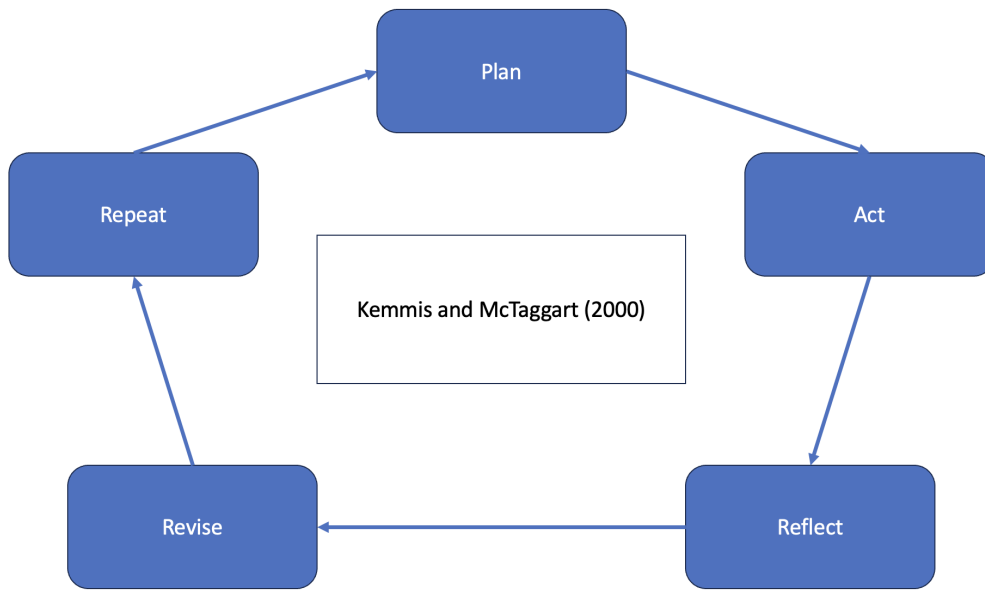 Plan
Act
Reflect
Revise
Repeat
Kemmis and McTaggart (2000)